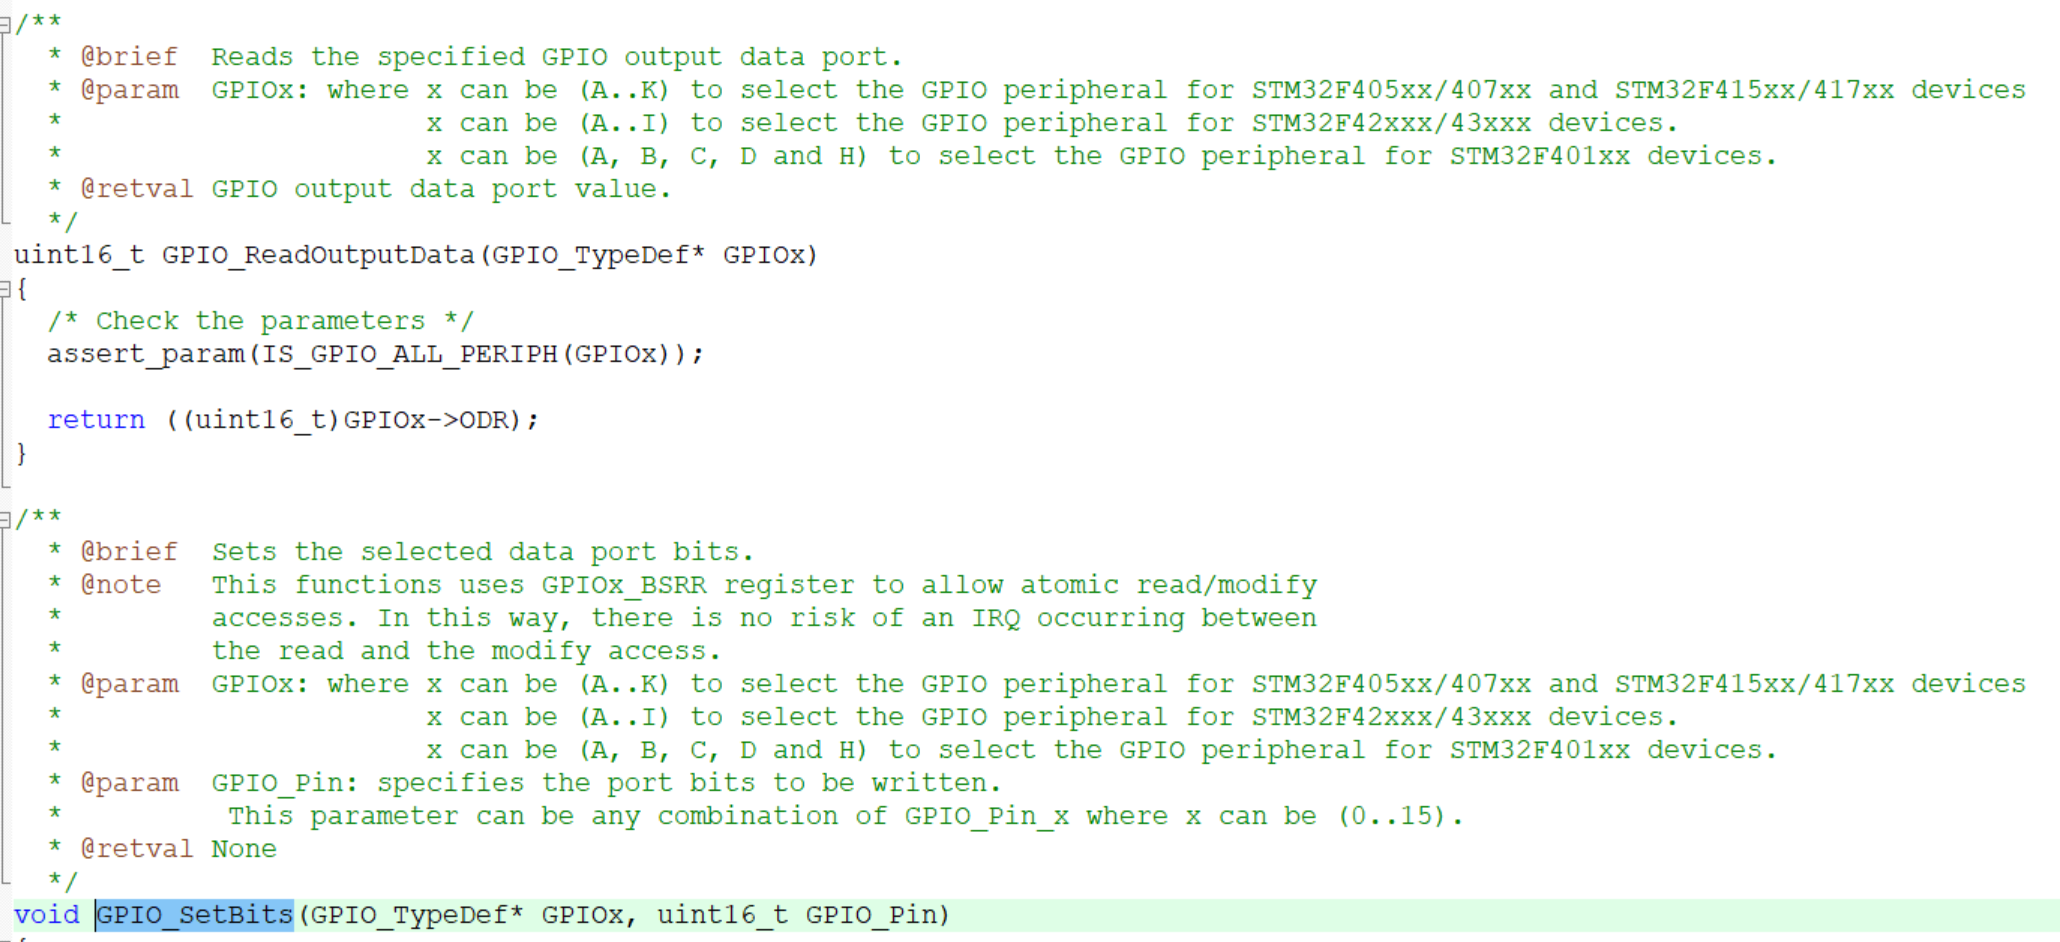 /**
  * @brief  Reads the specified GPIO output data port.
  * @param  GPIOx: where x can be (A..K) to select the GPIO peripheral for STM32F405xx/407xx and STM32F415xx/417xx devices
  *                      x can be (A..I) to select the GPIO peripheral for STM32F42xxx/43xxx devices.
  *                      x can be (A, B, C, D and H) to select the GPIO peripheral for STM32F401xx devices.
  * @retval GPIO output data port value.
  */
uint16_t GPIO_ReadOutputData(GPIO_TypeDef* GPIOx)
{
  /* Check the parameters */
  assert_param(IS_GPIO_ALL_PERIPH(GPIOx));

  return ((uint16_t)GPIOx->ODR);
}

/**
  * @brief  Sets the selected data port bits.
  * @note   This functions uses GPIOx_BSRR register to allow atomic read/modify
  *         accesses. In this way, there is no risk of an IRQ occurring between
  *         the read and the modify access.
  * @param  GPIOx: where x can be (A..K) to select the GPIO peripheral for STM32F405xx/407xx and STM32F415xx/417xx devices
  *                      x can be (A..I) to select the GPIO peripheral for STM32F42xxx/43xxx devices.
  *                      x can be (A, B, C, D and H) to select the GPIO peripheral for STM32F401xx devices.
  * @param  GPIO_Pin: specifies the port bits to be written.
  *          This parameter can be any combination of GPIO_Pin_x where x can be (0..15).
  * @retval None
  */
void GPIO_SetBits(GPIO_TypeDef* GPIOx, uint16_t GPIO_Pin)